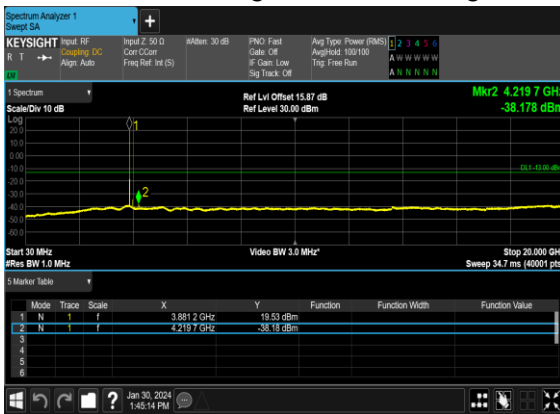 Spectrum Analyzer 1
Swept SA
KEYSIGHT Input: RF Input Z: 50 Ω #Atten: 30 dB PNO: Fast Avg Type: Power (RMS) 1 2 3 4 5 6
R T Coupling: DC Corr CCorr Gate: Off Avg|Hold: 100/100 A W W W W W
Align: Auto Freq Ref: Int (S) IF Gain: Low Trig: Free Run
LV Sig Track: Off A N N N N N
1 Spectrum Ref Lvl Offset 15.87 dB Mkr2 4.219 7 GHz
Scale/Div 10 dB Ref Level 30.00 dBm -38.178 dBm
Log
20.0 1
10.0
0.00
-10.0 DL1 -13.00 dBm
-20.0
-30.0 2
-40.0
-50.0
-60.0
Start 30 MHz Video BW 3.0 MHz* Stop 20.000 GH
#Res BW 1.0 MHz Sweep 34.7 ms (40001 pts
5 Marker Table
Mode Trace Scale X Y Function Function Width Function Value
1 N 1 f 3.881 2 GHz 19.53 dBm
2 N 1 f 4.219 7 GHz -38.18 dBm
3
4
5
6
? Jan 30, 2024
1:45:14 PM